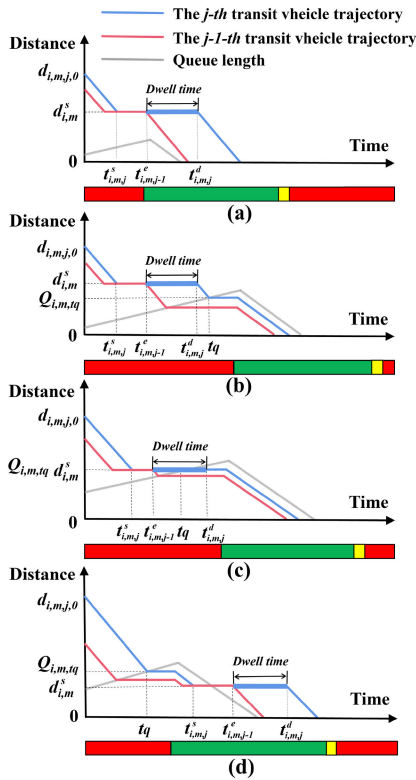 The j-th transit vheicle trajectory
The j-1-th transit vheicle trajectory
Queue length
Distance
d_{i,m,j,0}
Dwell time
d^s_{i,m}
Time
0
t^s_{i,m,j} t^e_{i,m,j-1} t^d_{i,m,j}
(a)
Distance
d_{i,m,j,0}
Dwell time
d^s_{i,m}
Q_{i,m,tq}
Time
0
t^s_{i,m,j} t^e_{i,m,j-1} t^d_{i,m,j} tq
(b)
Distance
d_{i,m,j,0}
Dwell time
Q_{i,m,tq} d^s_{i,m}
Time
0
t^s_{i,m,j} t^e_{i,m,j-1} tq t^d_{i,m,j}
(c)
Distance
d_{i,m,j,0}
Q_{i,m,tq}
Dwell time
d^s_{i,m}
Time
0
tq t^s_{i,m,j} t^e_{i,m,j-1} t^d_{i,m,j}
(d)